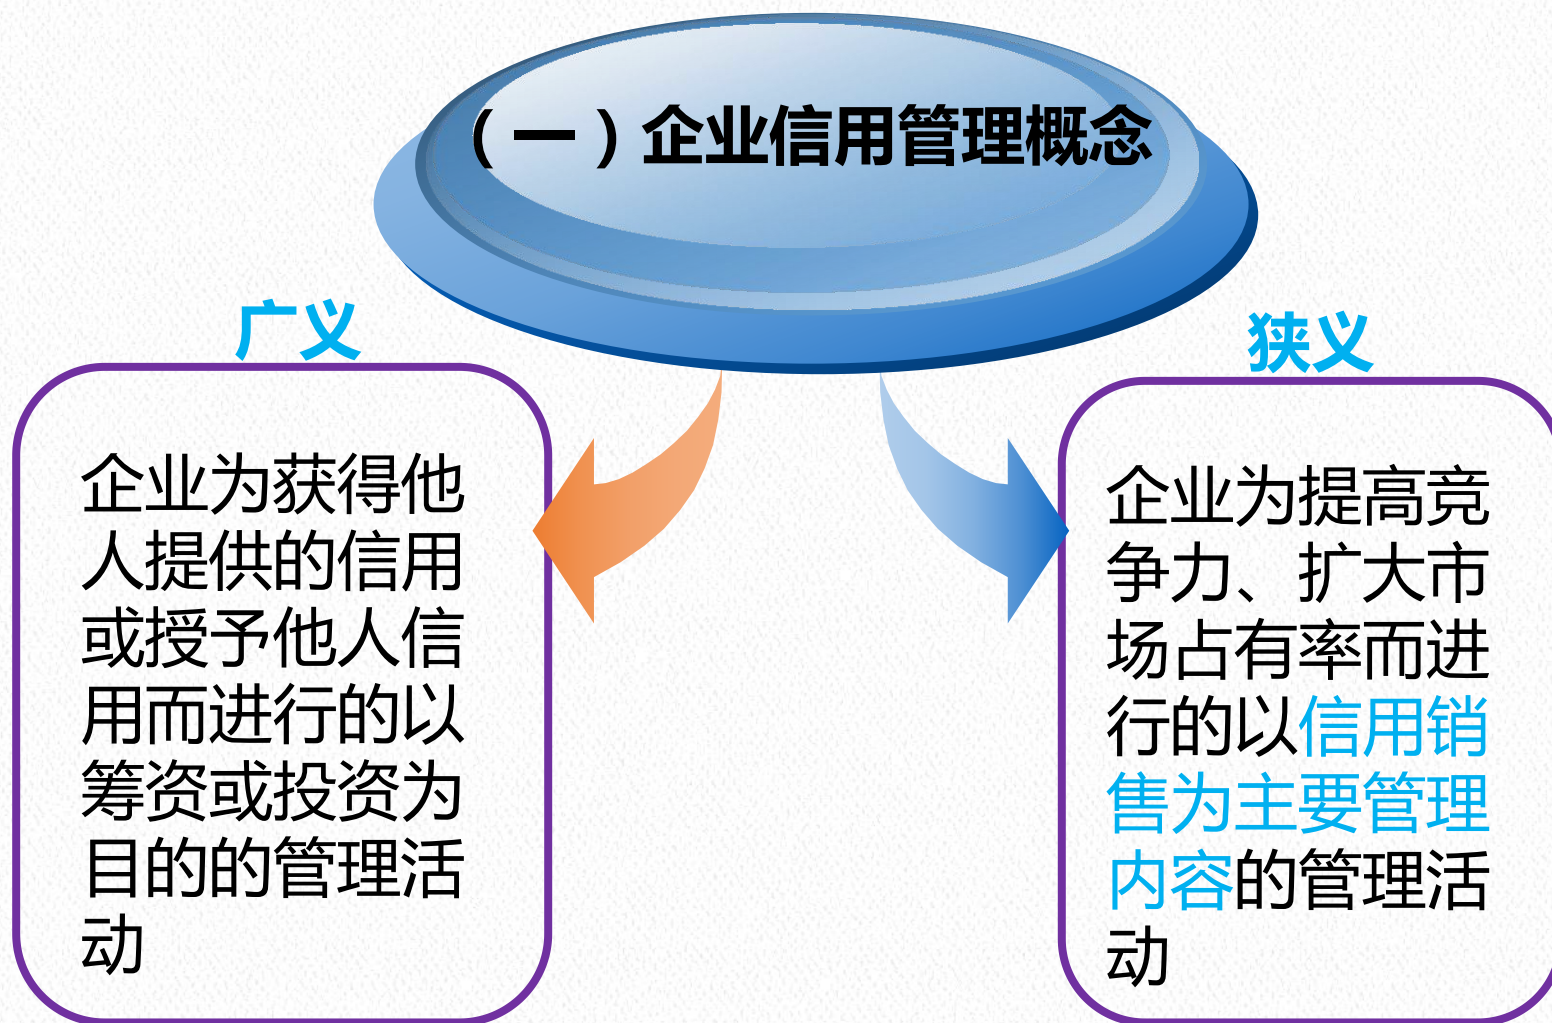 （一）企业信用管理概念
广义
企业为获得他
人提供的信用
或授予他人信
用而进行的以
筹资或投资为
目的的管理活
动
狭义
企业为提高竞
争力、扩大市
场占有率而进
行的以信用销
售为主要管理
内容的管理活
动